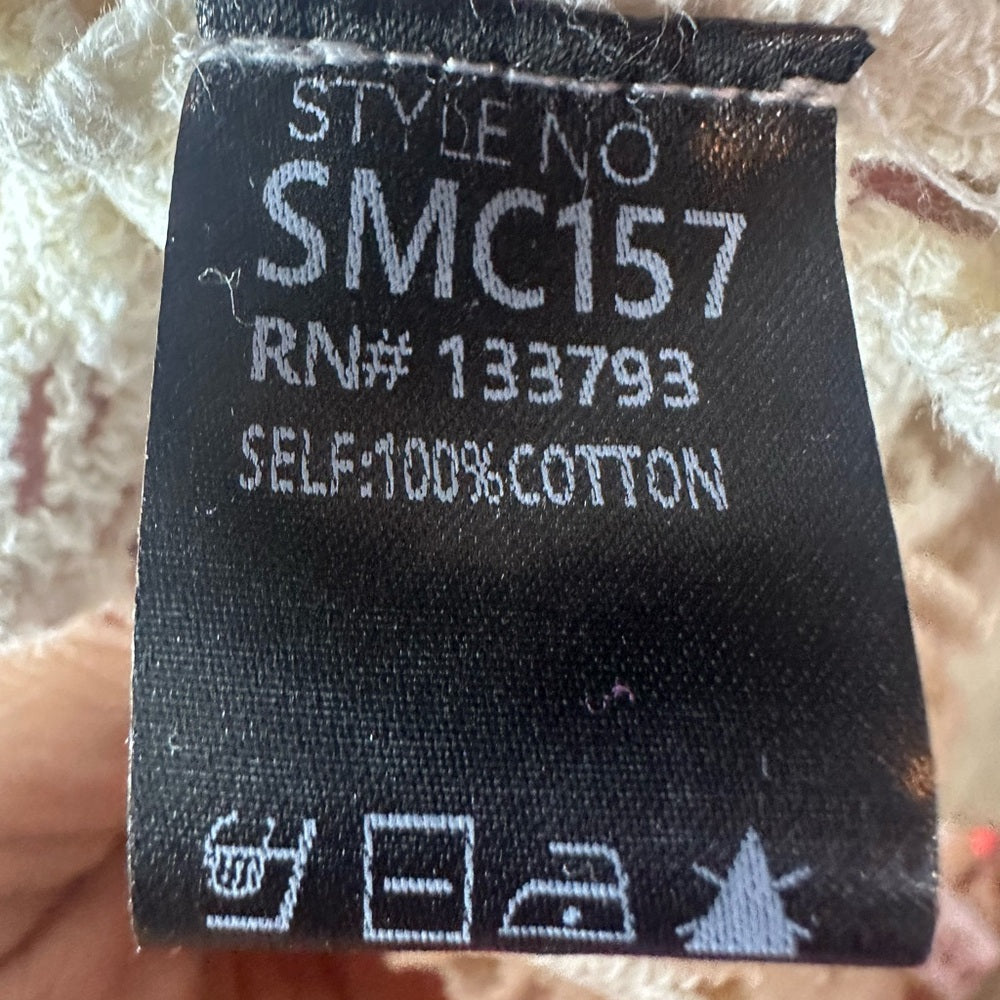 STYLE NO
SMC157
RN# 133793
SELF:100%COTTON